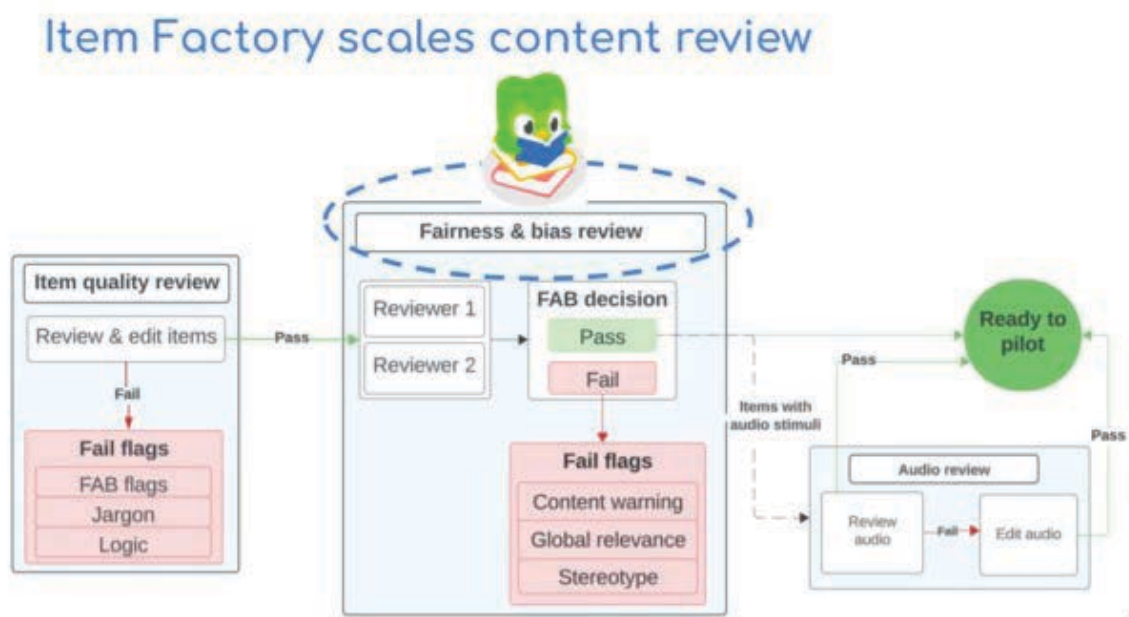 Item Factory scales content review
Item quality review
Review & edit items
Pass
Fail
Fail flags
FAB flags
Jargon
Logic
Fairness & bias review
Reviewer 1
Reviewer 2
FAB decision
Pass
Fail
Fail flags
Content warning
Global relevance
Stereotype
Items with
audio stimuli
Ready to
pilot
Pass
Pass
Audio review
Review
audio
Fail
Edit audio